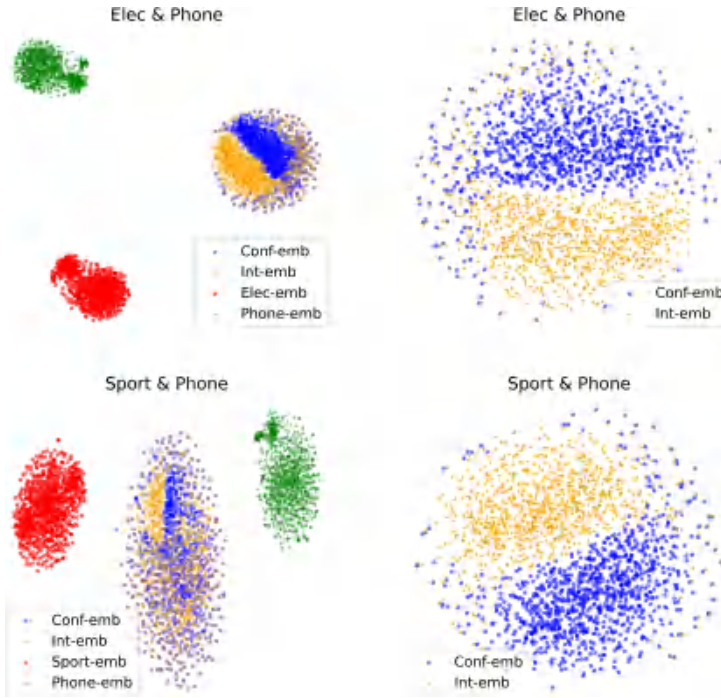 Elec & Phone
Elec & Phone
Conf-emb
Int-emb
Elec-emb
Phone-emb
Conf-emb
Int-emb
Sport & Phone
Sport & Phone
Conf-emb
Int-emb
Sport-emb
Phone-emb
Conf-emb
Int-emb